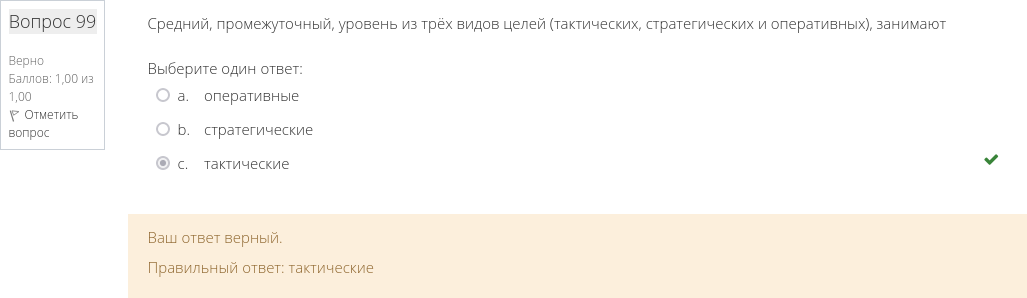 Вопрос 99
Верно
Баллов: 1,00 из
1,00
Отметить
вопрос
Средний, промежуточный, уровень из трёх видов целей (тактических, стратегических и оперативных), занимают
Выберите один ответ:
a. оперативные
b. стратегические
c. тактические
Ваш ответ верный.
Правильный ответ: тактические